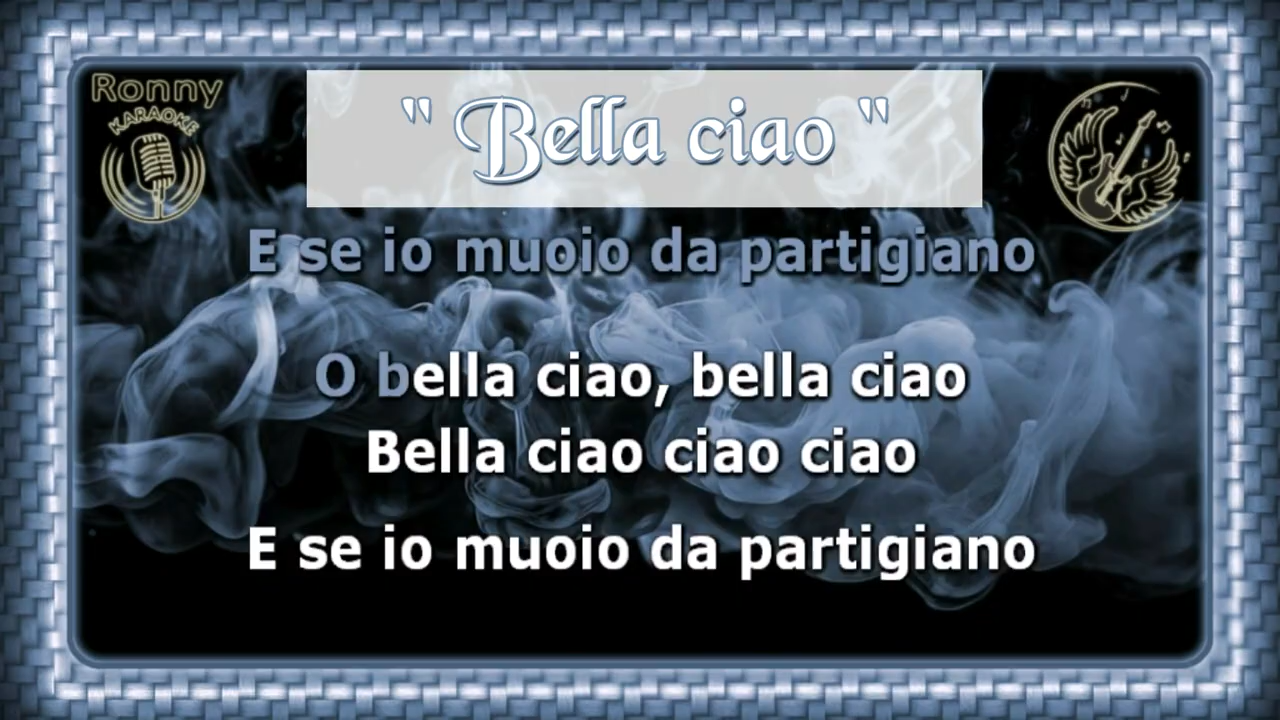 Ronny
KARAOKE
" Bella ciao "
E se io muoio da partigiano
O bella ciao, bella ciao
Bella ciao ciao ciao
E se io muoio da partigiano